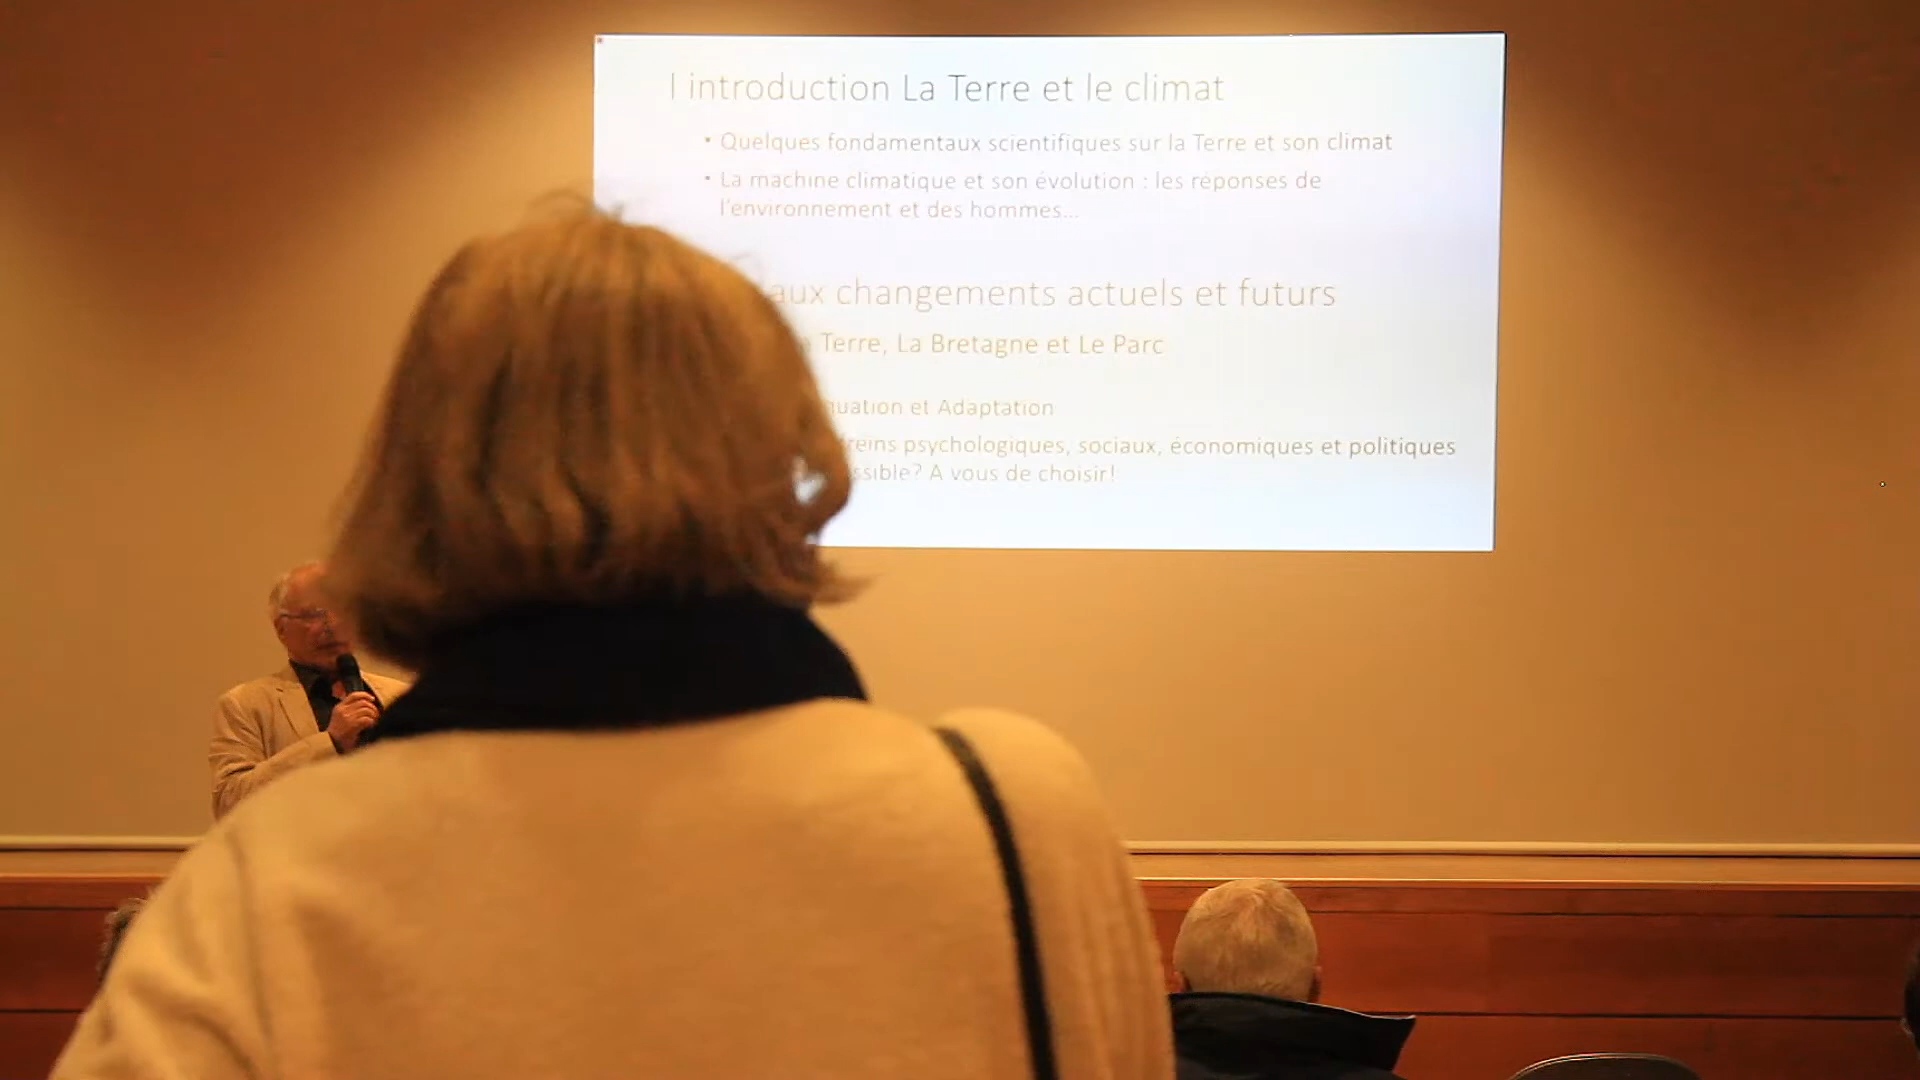 I introduction La Terre et le climat
• Quelques fondamentaux scientifiques sur la Terre et son climat
• La machine climatique et son évolution : les réponses de
l'environnement et des hommes...
aux changements actuels et futurs
Terre, La Bretagne et Le Parc
et Adaptation
psychologiques, sociaux, économiques et politiques
A vous de choisir!